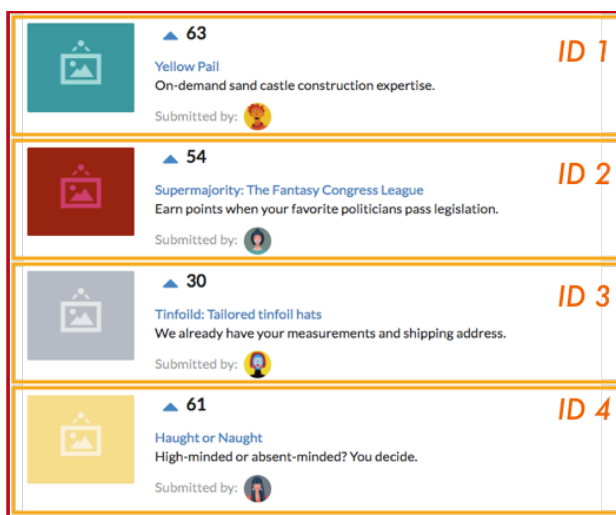 63
ID 1
Yellow Pail
On-demand sand castle construction expertise.
Submitted by:
54
ID 2
Supermajority: The Fantasy Congress League
Earn points when your favorite politicians pass legislation.
Submitted by:
30
ID 3
Tinfoild: Tailored tinfoil hats
We already have your measurements and shipping address.
Submitted by:
61
ID 4
Haught or Naught
High-minded or absent-minded? You decide.
Submitted by: